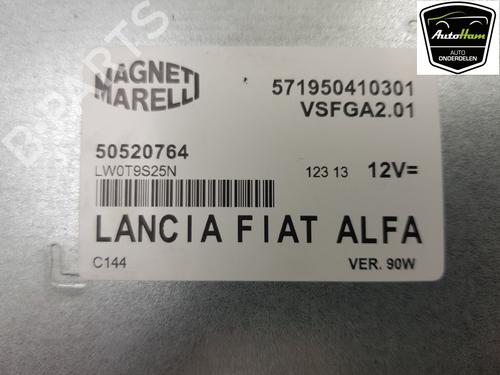 AutoHam
AUTO
ONDERDELEN
MAGNETI
MARELLI
571950410301
VSFGA2.01
50520764
LW0T9S25N
123 13
12V=
LANCIA FIAT ALFA
C144
VER. 90W
B-PARTS